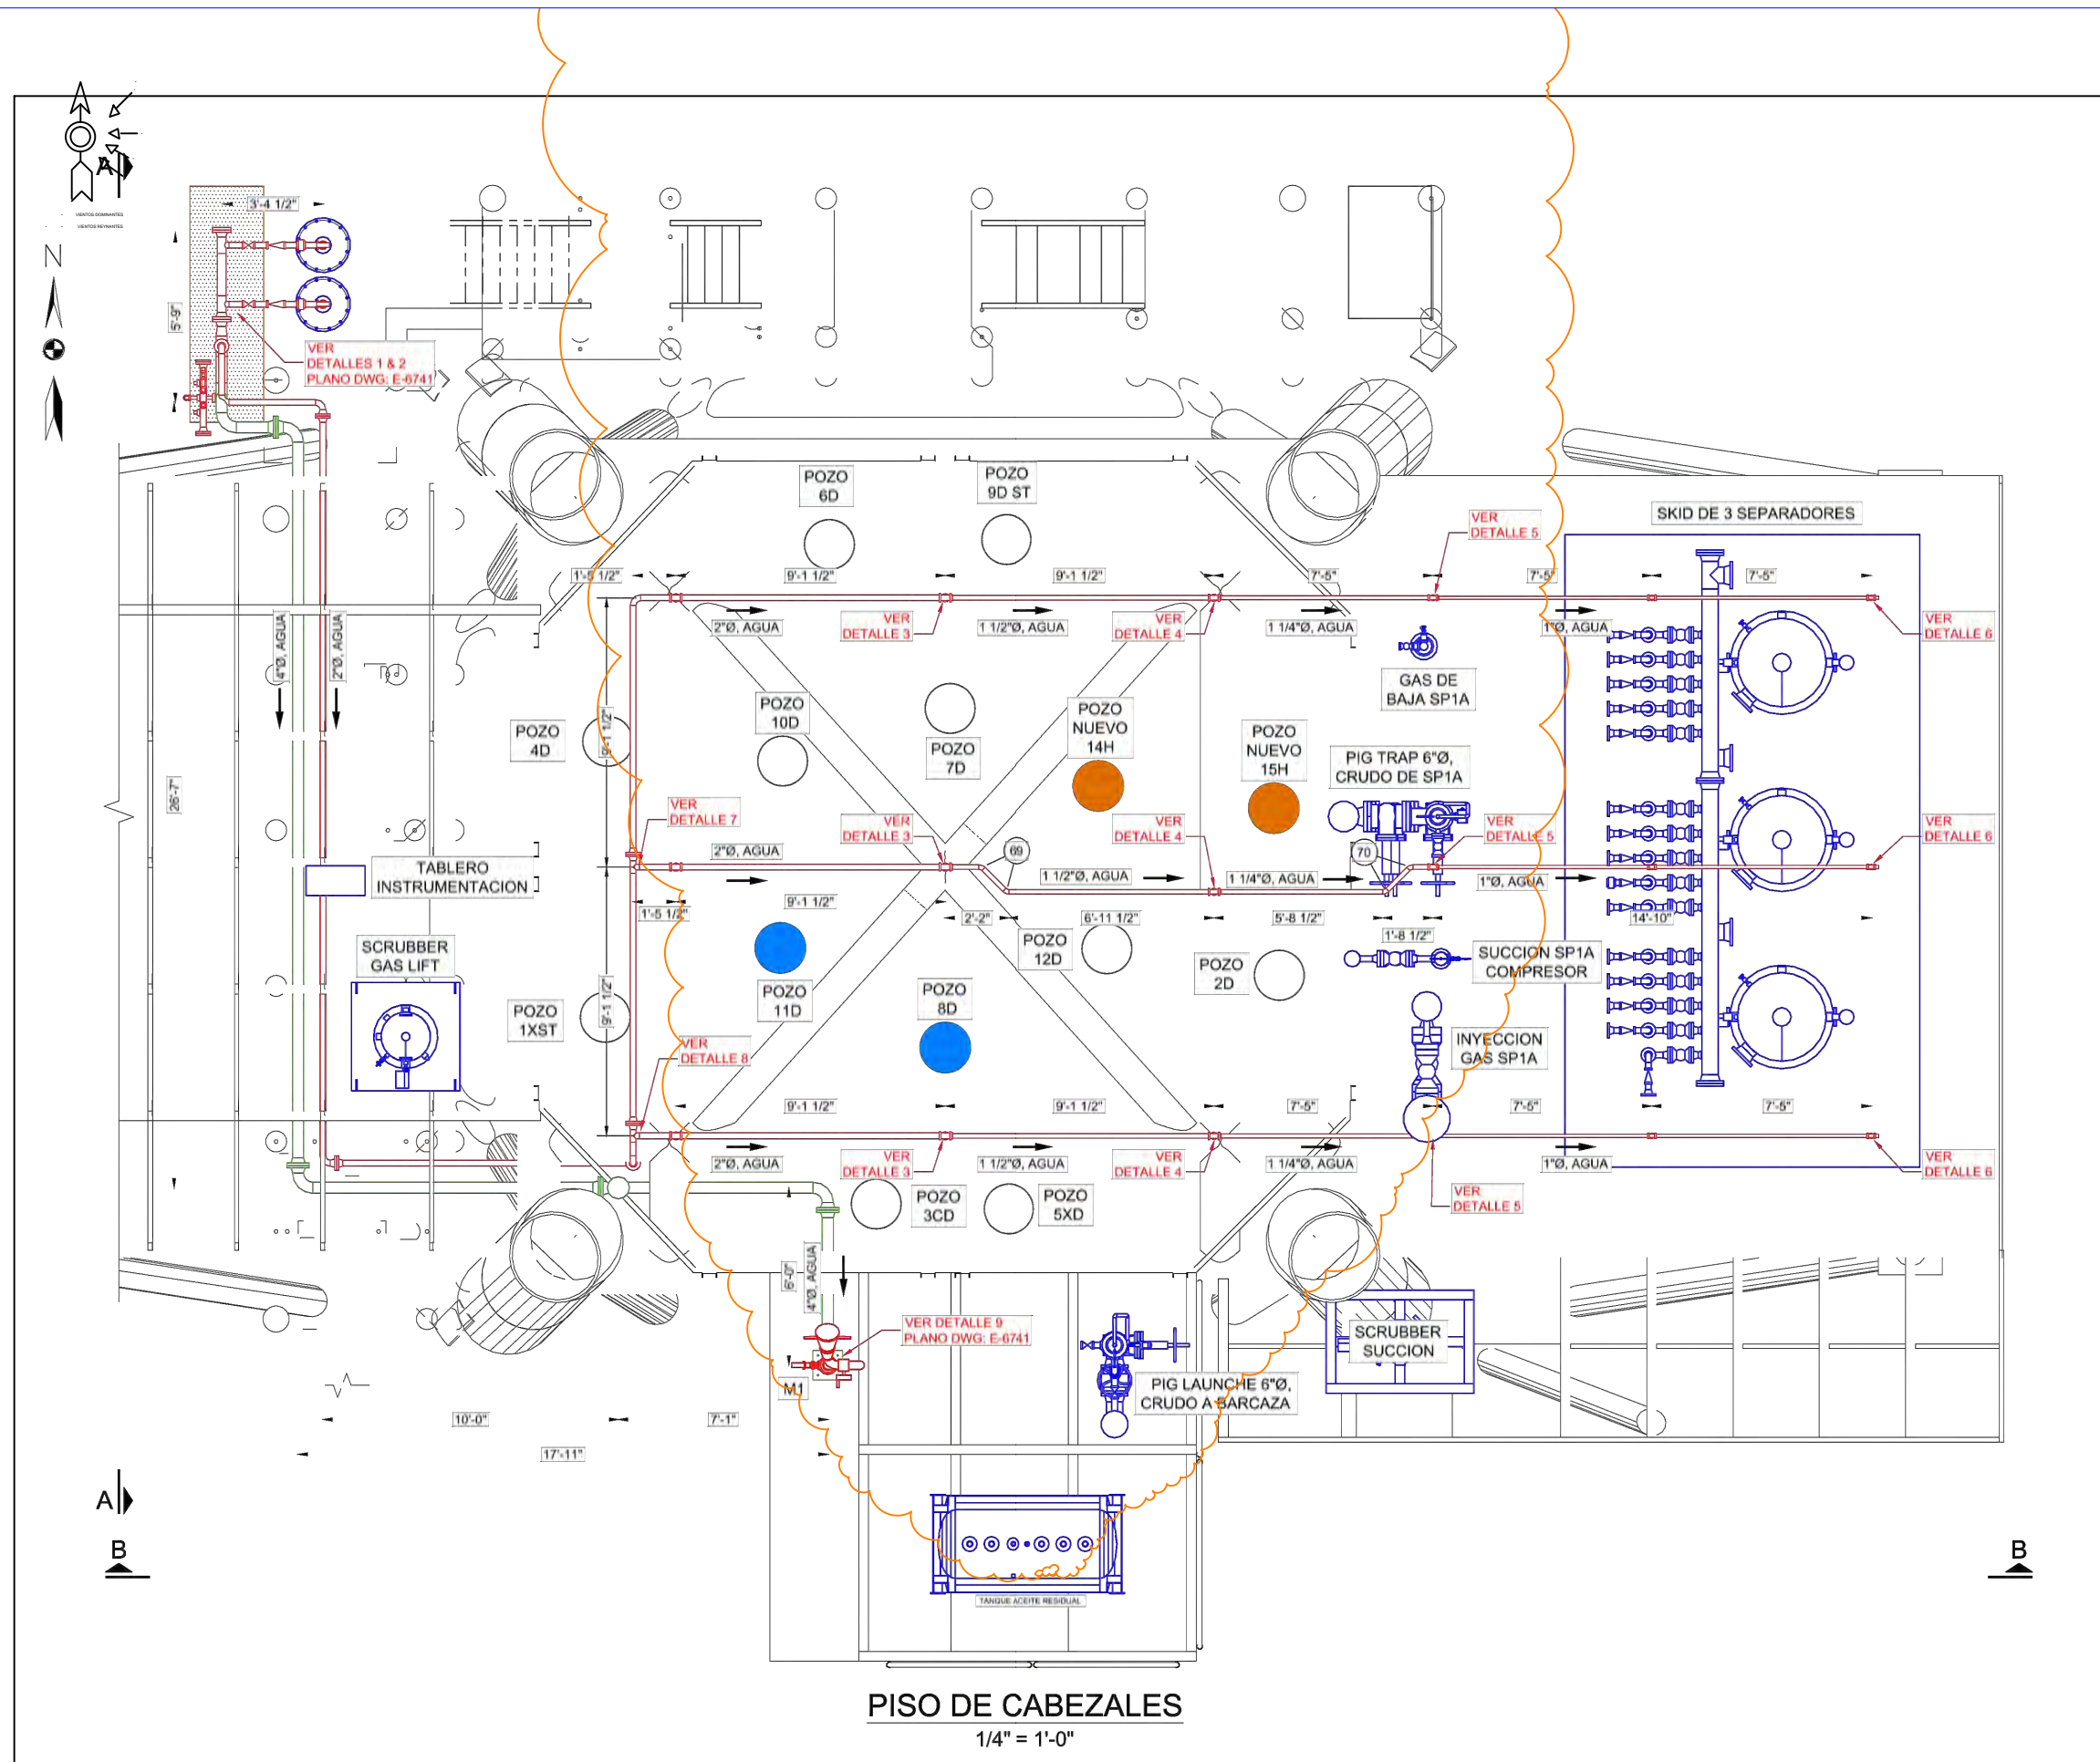 A
VIENTOS DOMINANTES
VIENTOS REYNANTES
N
3'-4 1/2"
5'-9"
VER
DETALLES 1 & 2
PLANO DWG: E-6741
POZO
6D
POZO
9D ST
VER
DETALLE 5
SKID DE 3 SEPARADORES
1'-5 1/2"
9'-1 1/2"
9'-1 1/2"
7'-5"
7'-5"
7'-5"
4"Ø, AGUA
2"Ø, AGUA
2"Ø, AGUA
VER
DETALLE 3
1 1/2"Ø, AGUA
VER
DETALLE 4
1 1/4"Ø, AGUA
1"Ø, AGUA
VER
DETALLE 6
GAS DE
BAJA SP1A
POZO
4D
9'-1 1/2"
POZO
10D
POZO
7D
POZO
NUEVO
14H
POZO
NUEVO
15H
PIG TRAP 6"Ø,
CRUDO DE SP1A
26'-7"
VER
DETALLE 7
VER
DETALLE 3
VER
DETALLE 4
VER
DETALLE 5
VER
DETALLE 6
2"Ø, AGUA
69
70
TABLERO
INSTRUMENTACION
1 1/2"Ø, AGUA
1 1/4"Ø, AGUA
1"Ø, AGUA
1'-5 1/2"
9'-1 1/2"
2'-2"
6'-11 1/2"
5'-8 1/2"
14'-10"
1'-8 1/2"
SCRUBBER
GAS LIFT
POZO
12D
POZO
2D
SUCCION SP1A
COMPRESOR
POZO
1XST
9'-1 1/2"
POZO
11D
POZO
8D
VER
DETALLE 8
INYECCION
GAS SP1A
9'-1 1/2"
9'-1 1/2"
7'-5"
7'-5"
7'-5"
2"Ø, AGUA
VER
DETALLE 3
1 1/2"Ø, AGUA
VER
DETALLE 4
1 1/4"Ø, AGUA
1"Ø, AGUA
VER
DETALLE 6
POZO
3CD
POZO
5XD
VER
DETALLE 5
6'-0"
4"Ø, AGUA
VER DETALLE 9
PLANO DWG: E-6741
M1
SCRUBBER
SUCCION
PIG LAUNCHE 6"Ø,
CRUDO A BARCAZA
10'-0"
7'-1"
17'-11"
A
B
B
TANQUE ACEITE RESIDUAL
PISO DE CABEZALES
1/4" = 1'-0"